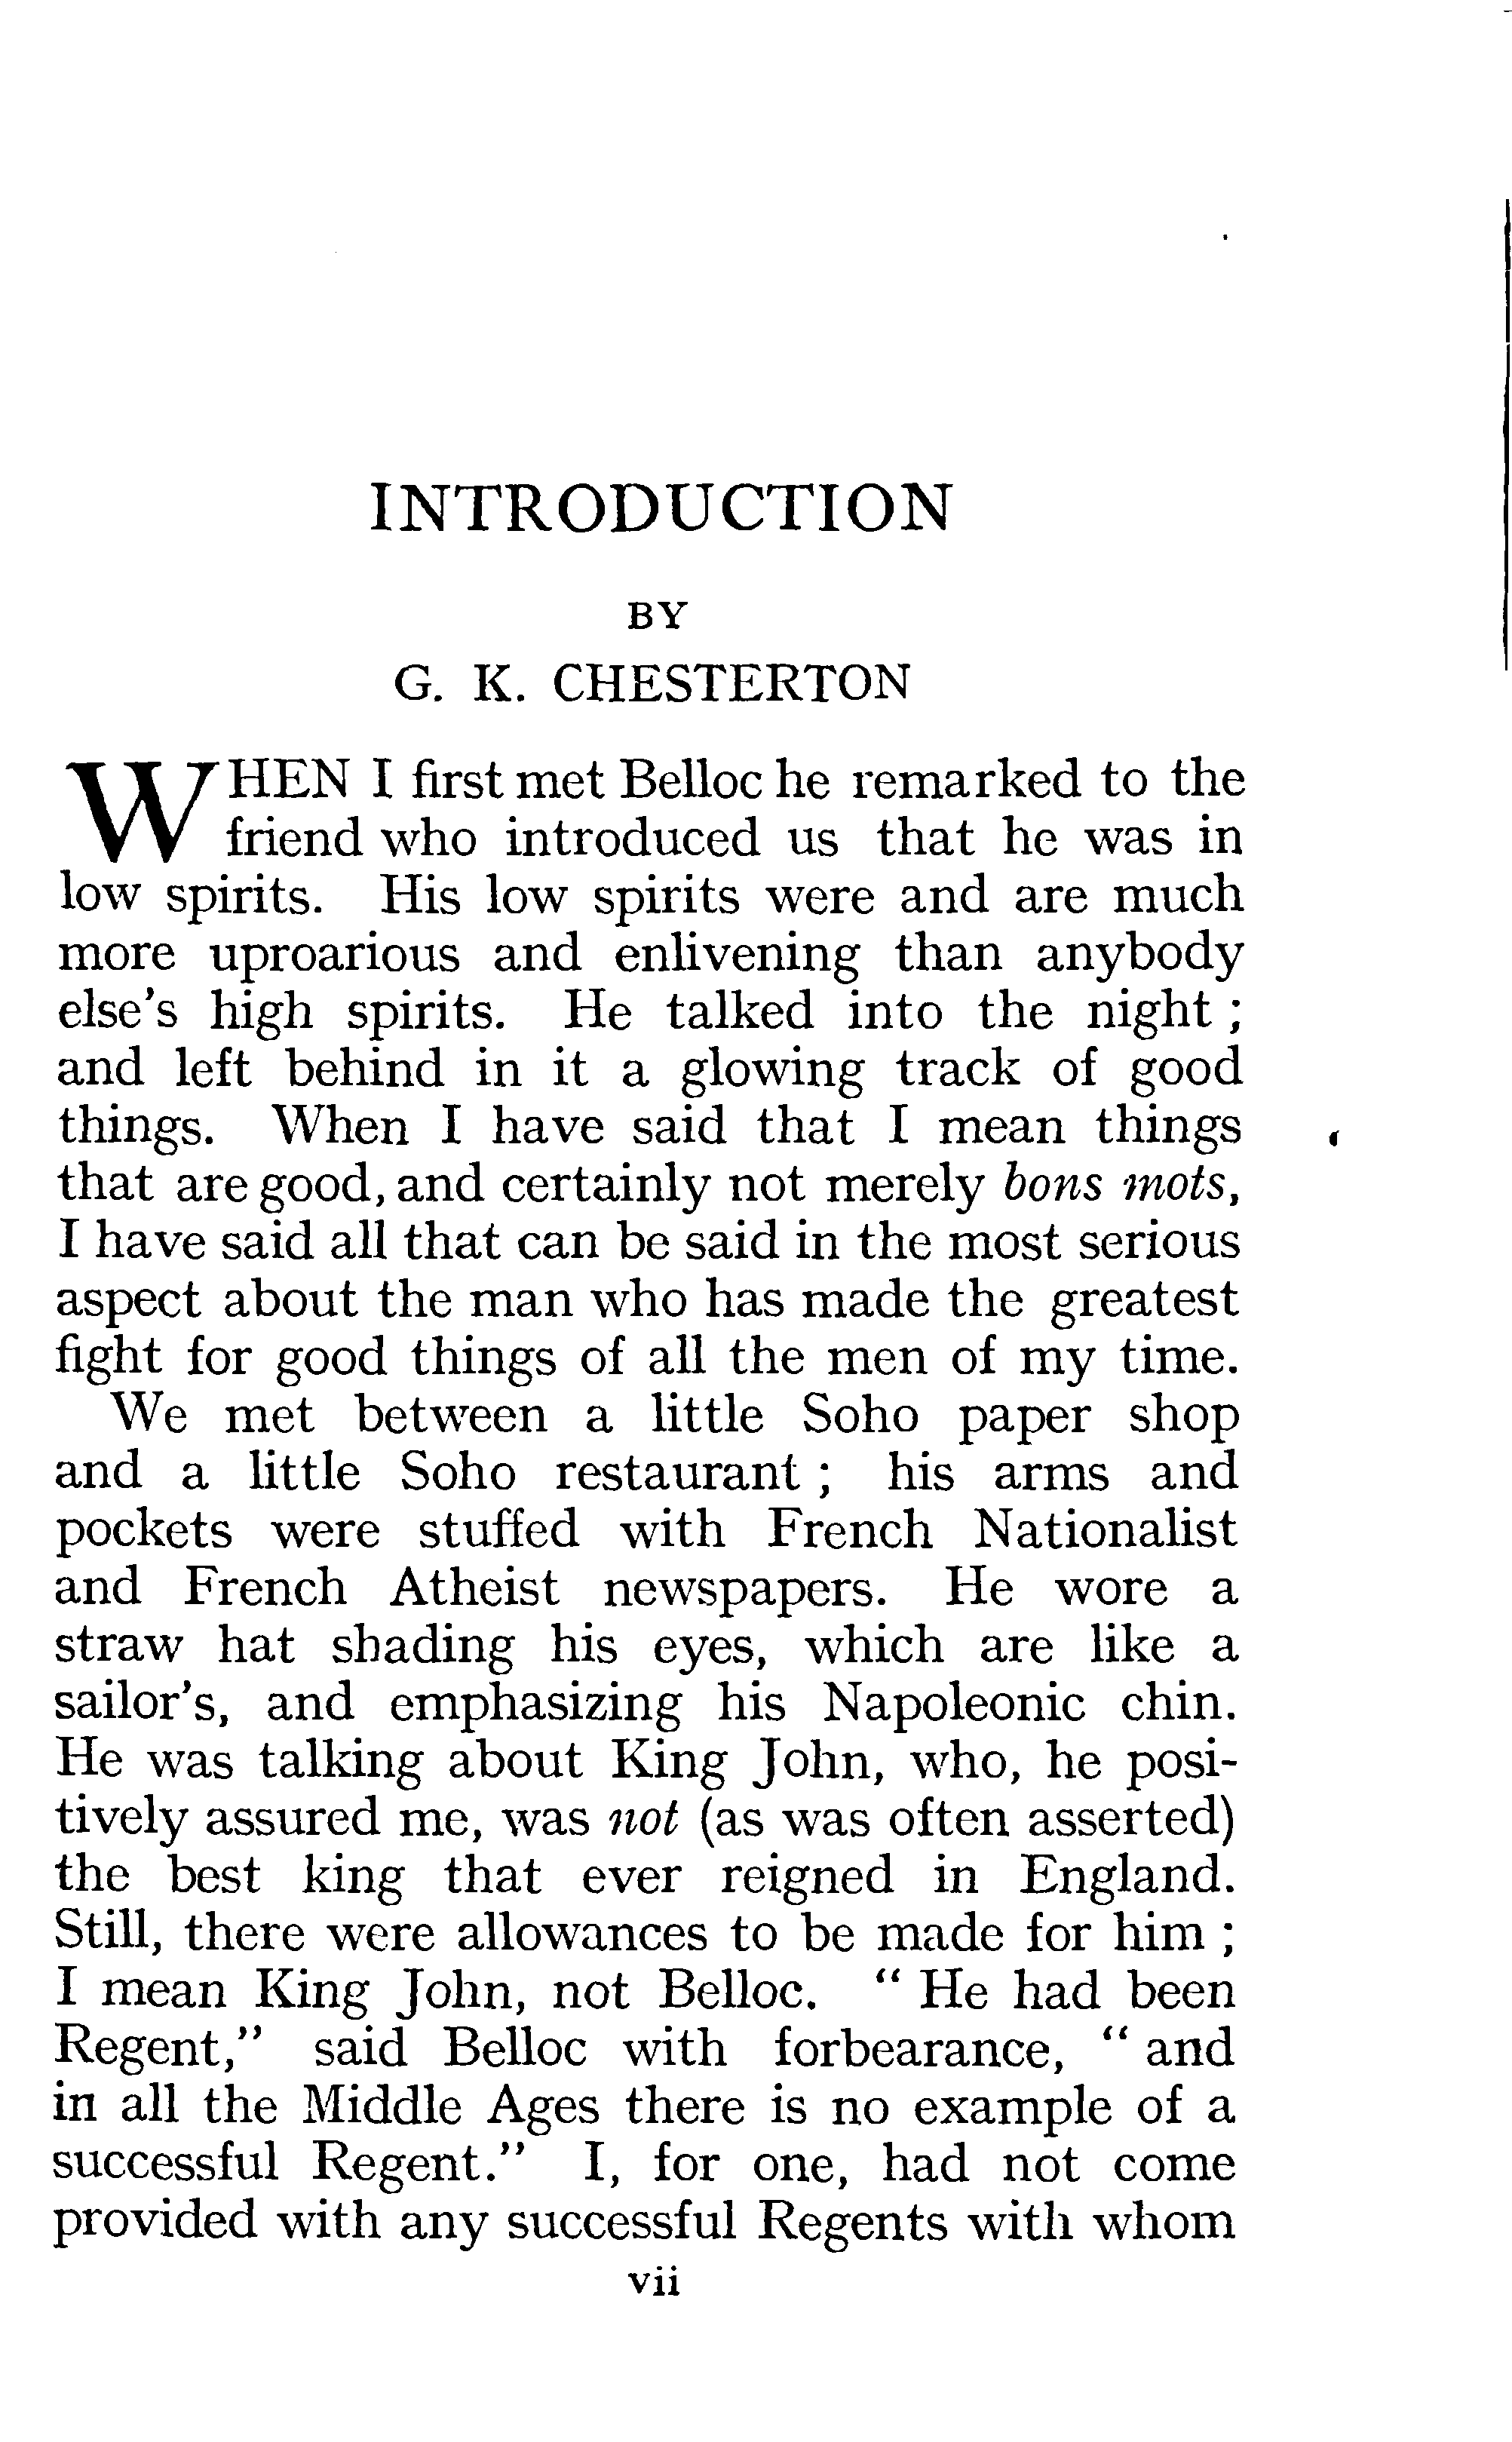 INTRODUCTION
BY
G. K. CHESTERTON
WHEN I first met Belloc he remarked to the
friend who introduced us that he was in
low spirits. His low spirits were and are much
more uproarious and enlivening than anybody
else's high spirits. He talked into the night ;
and left behind in it a glowing track of good
things. When I have said that I mean things
that are good, and certainly not merely bons mots,
I have said all that can be said in the most serious
aspect about the man who has made the greatest
fight for good things of all the men of my time.
We met between a little Soho paper shop
and a little Soho restaurant ; his arms and
pockets were stuffed with French Nationalist
and French Atheist newspapers. He wore a
straw hat shading his eyes, which are like a
sailor's, and emphasizing his Napoleonic chin.
He was talking about King John, who, he posi-
tively assured me, was not (as was often asserted)
the best king that ever reigned in England.
Still, there were allowances to be made for him ;
I mean King John, not Belloc. " He had been
Regent," said Belloc with forbearance, " and
in all the Middle Ages there is no example of a
successful Regent." I, for one, had not come
provided with any successful Regents with whom
vii